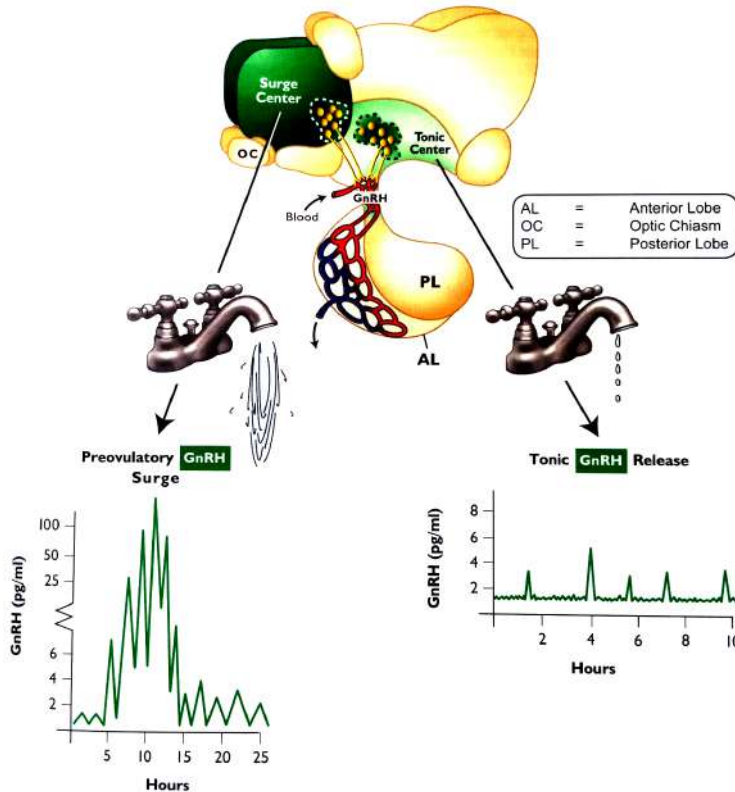 Surge
Center
Tonic
Center
OC
Blood
GnRH
AL = Anterior Lobe
OC = Optic Chiasm
PL = Posterior Lobe
PL
AL
Preovulatory GnRH
Surge
GnRH (pg/ml)
100
50
25
6
4
2
5 10 15 20 25
Hours
Tonic GnRH Release
GnRH (pg/ml)
8
6
4
2
2 4 6 8 10
Hours